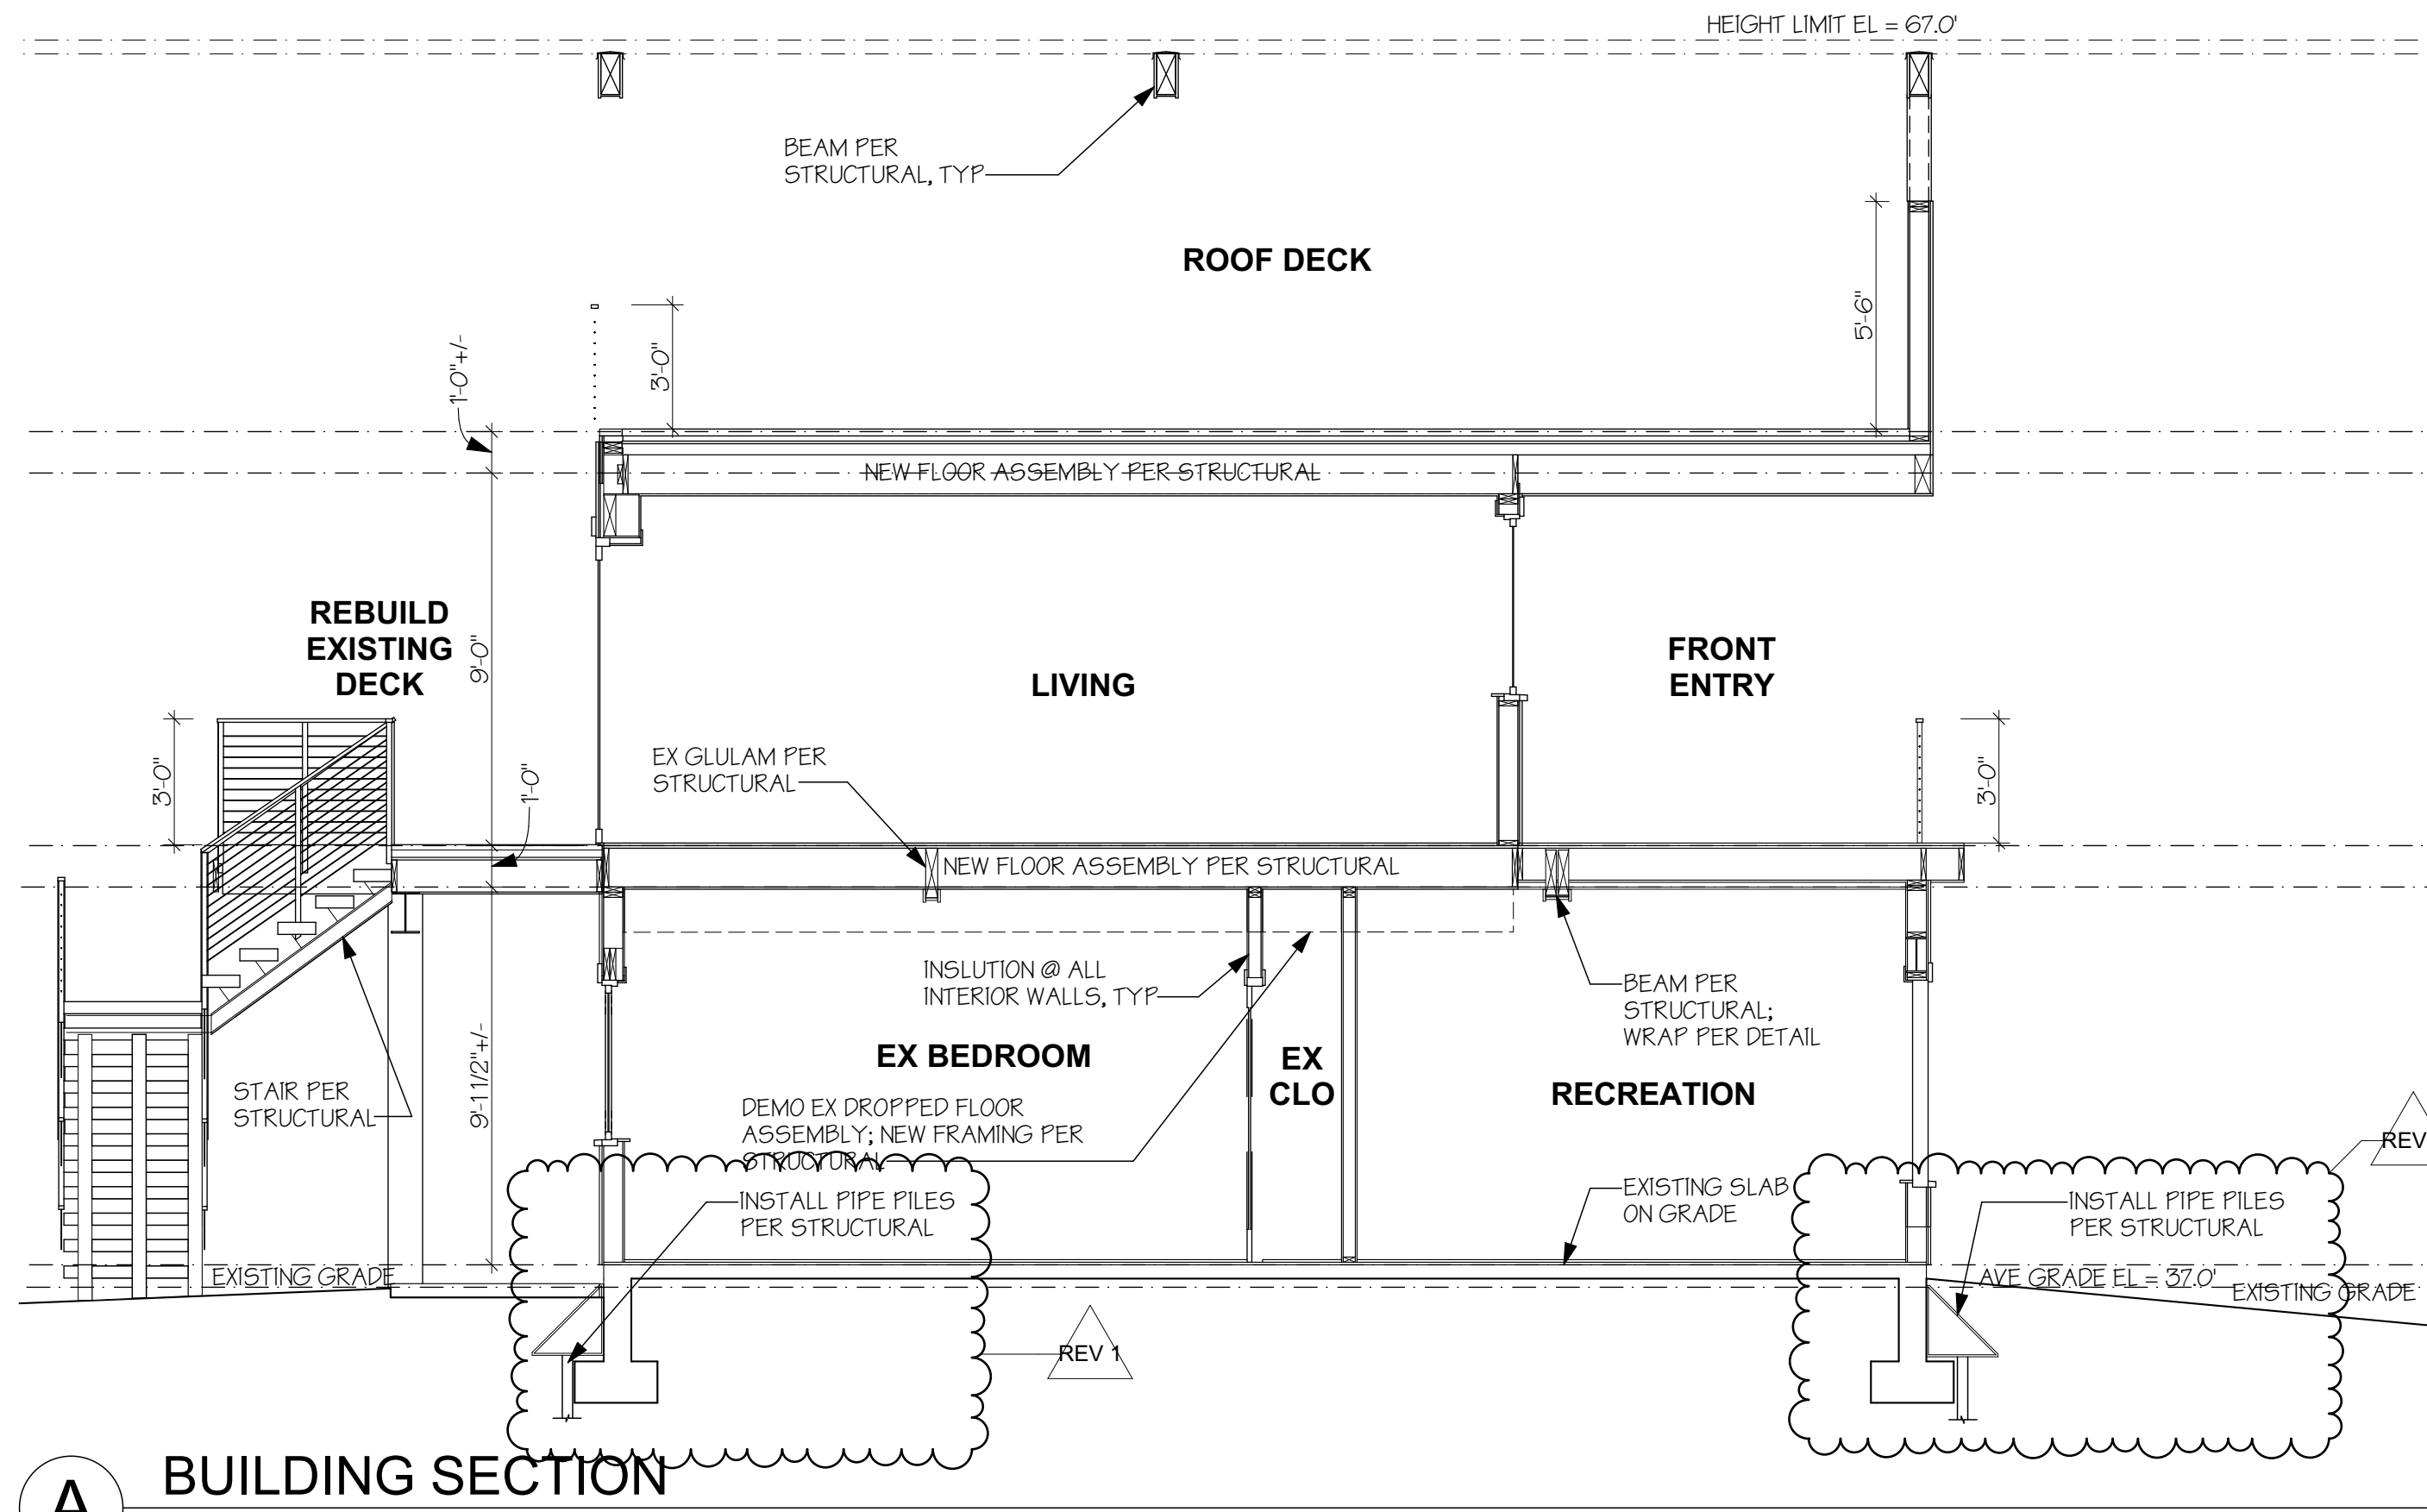 HEIGHT LIMIT EL = 67.0'
BEAM PER
STRUCTURAL, TYP
ROOF DECK
5'-6"
3'-0"
1'-0"+/-
NEW FLOOR ASSEMBLY PER STRUCTURAL
REBUILD
EXISTING
DECK
9'-0"
LIVING
FRONT
ENTRY
3'-0"
1'-0"
EX GLULAM PER
STRUCTURAL
3'-0"
NEW FLOOR ASSEMBLY PER STRUCTURAL
INSLUTION @ ALL
INTERIOR WALLS, TYP
BEAM PER
STRUCTURAL;
WRAP PER DETAIL
EX BEDROOM
EX
CLO
RECREATION
9'-1 1/2"+/-
STAIR PER
STRUCTURAL
DEMO EX DROPPED FLOOR
ASSEMBLY; NEW FRAMING PER
STRUCTURAL
REV
INSTALL PIPE PILES
PER STRUCTURAL
EXISTING SLAB
ON GRADE
INSTALL PIPE PILES
PER STRUCTURAL
EXISTING GRADE
AVE GRADE EL = 37.0'
EXISTING GRADE
REV 1
A
BUILDING SECTION